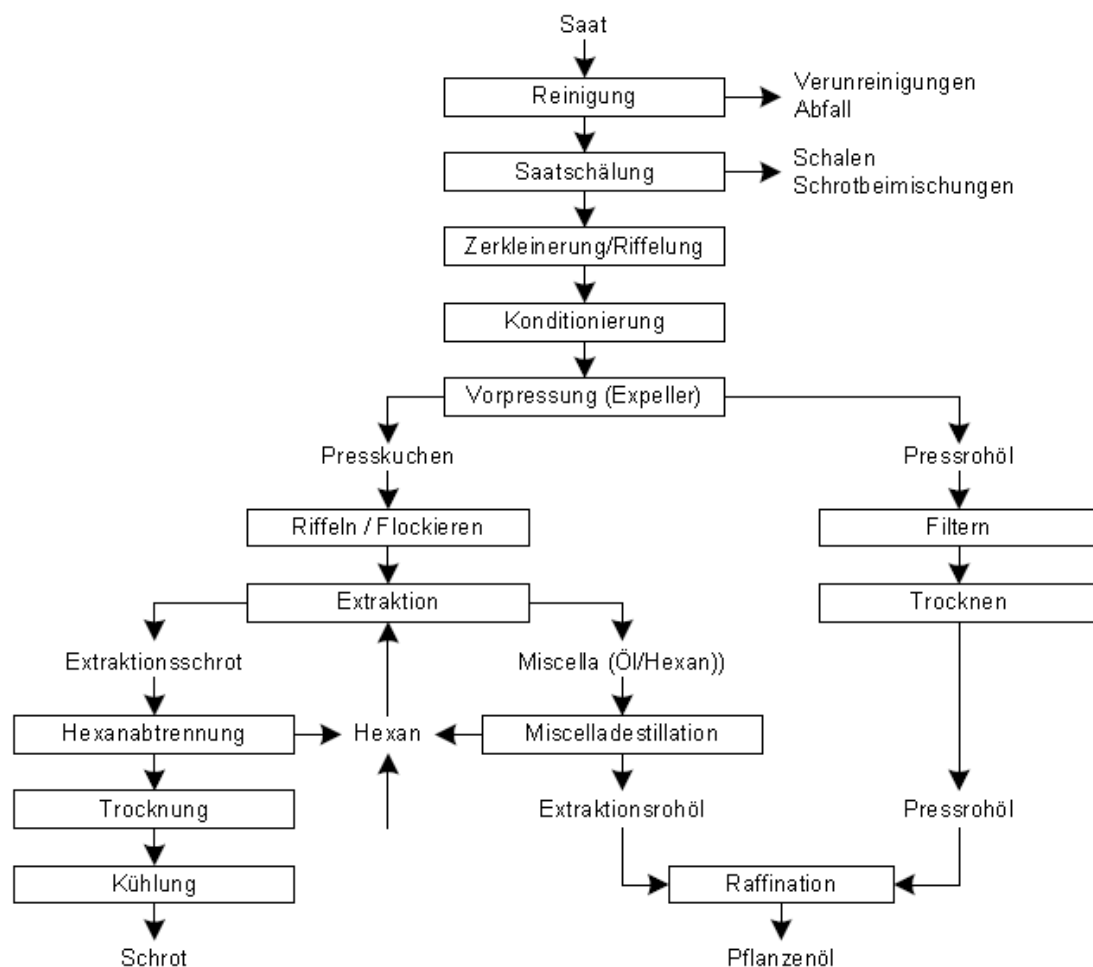 Saat
Reinigung
Verunreinigungen
Abfall
Saatschälung
Schalen
Schrotbeimischungen
Zerkleinerung/Riffelung
Konditionierung
Vorpressung (Expeller)
Presskuchen
Pressrohöl
Riffeln / Flockieren
Filtern
Extraktion
Trocknen
Extraktionsschrot
Miscella (Öl/Hexan))
Hexanabtrennung
Hexan
Miscelladestillation
Trocknung
Extraktionsrohöl
Pressrohöl
Kühlung
Raffination
Schrot
Pflanzenöl